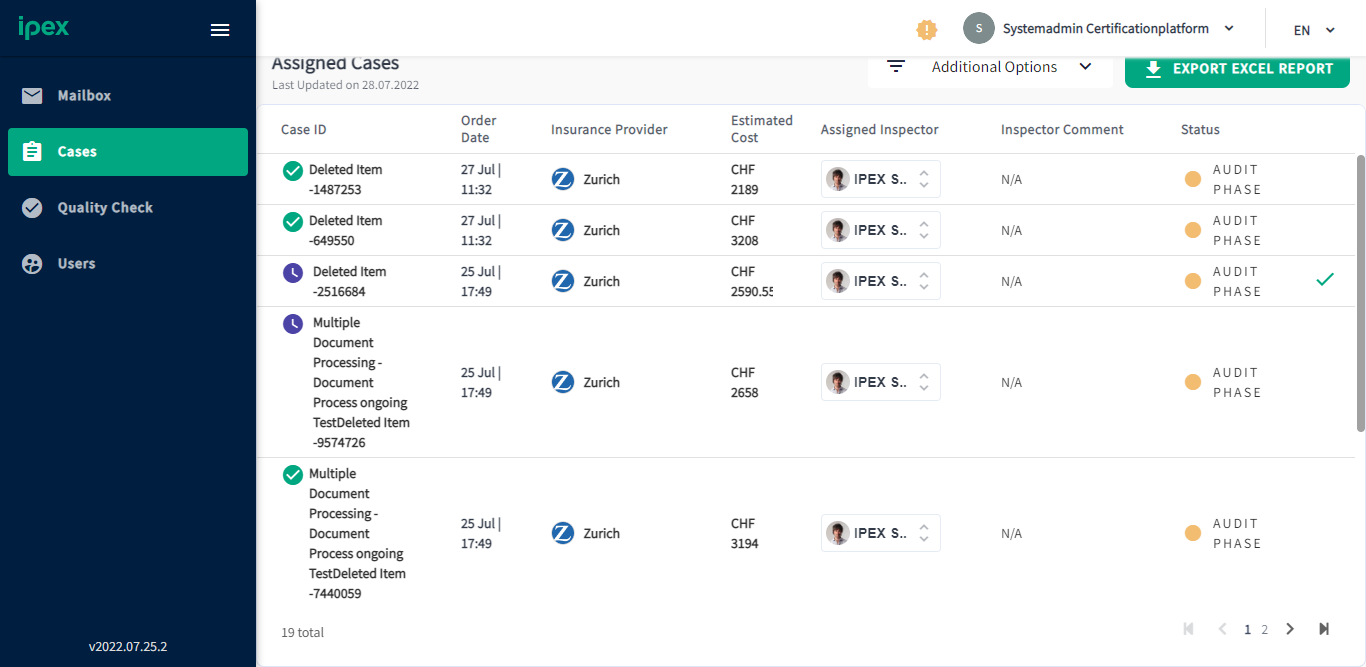 ipex
Systemadmin Certificationplatform
S
EN
Mailbox
Cases
Quality Check
Users
v2022.07.25.2
Assigned Cases
Last Updated on 28.07.2022
Additional Options
EXPORT EXCEL REPORT
Case ID
Order
Date
Insurance Provider
Estimated
Cost
Assigned Inspector
Inspector Comment
Status
Deleted Item
-1487253
27 Jul |
11:32
Zurich
CHF
2189
IPEX S..
N/A
AUDIT
PHASE
Deleted Item
-649550
27 Jul |
11:32
Zurich
CHF
3208
IPEX S..
N/A
AUDIT
PHASE
Deleted Item
-2516684
25 Jul |
17:49
Zurich
CHF
2590.55
IPEX S..
N/A
AUDIT
PHASE
Multiple
Document
Processing -
Document
Process ongoing
TestDeleted Item
-9574726
25 Jul |
17:49
Zurich
CHF
2658
IPEX S..
N/A
AUDIT
PHASE
Multiple
Document
Processing -
Document
Process ongoing
TestDeleted Item
-7440059
25 Jul |
17:49
Zurich
CHF
3194
IPEX S..
N/A
AUDIT
PHASE
19 total
1 2